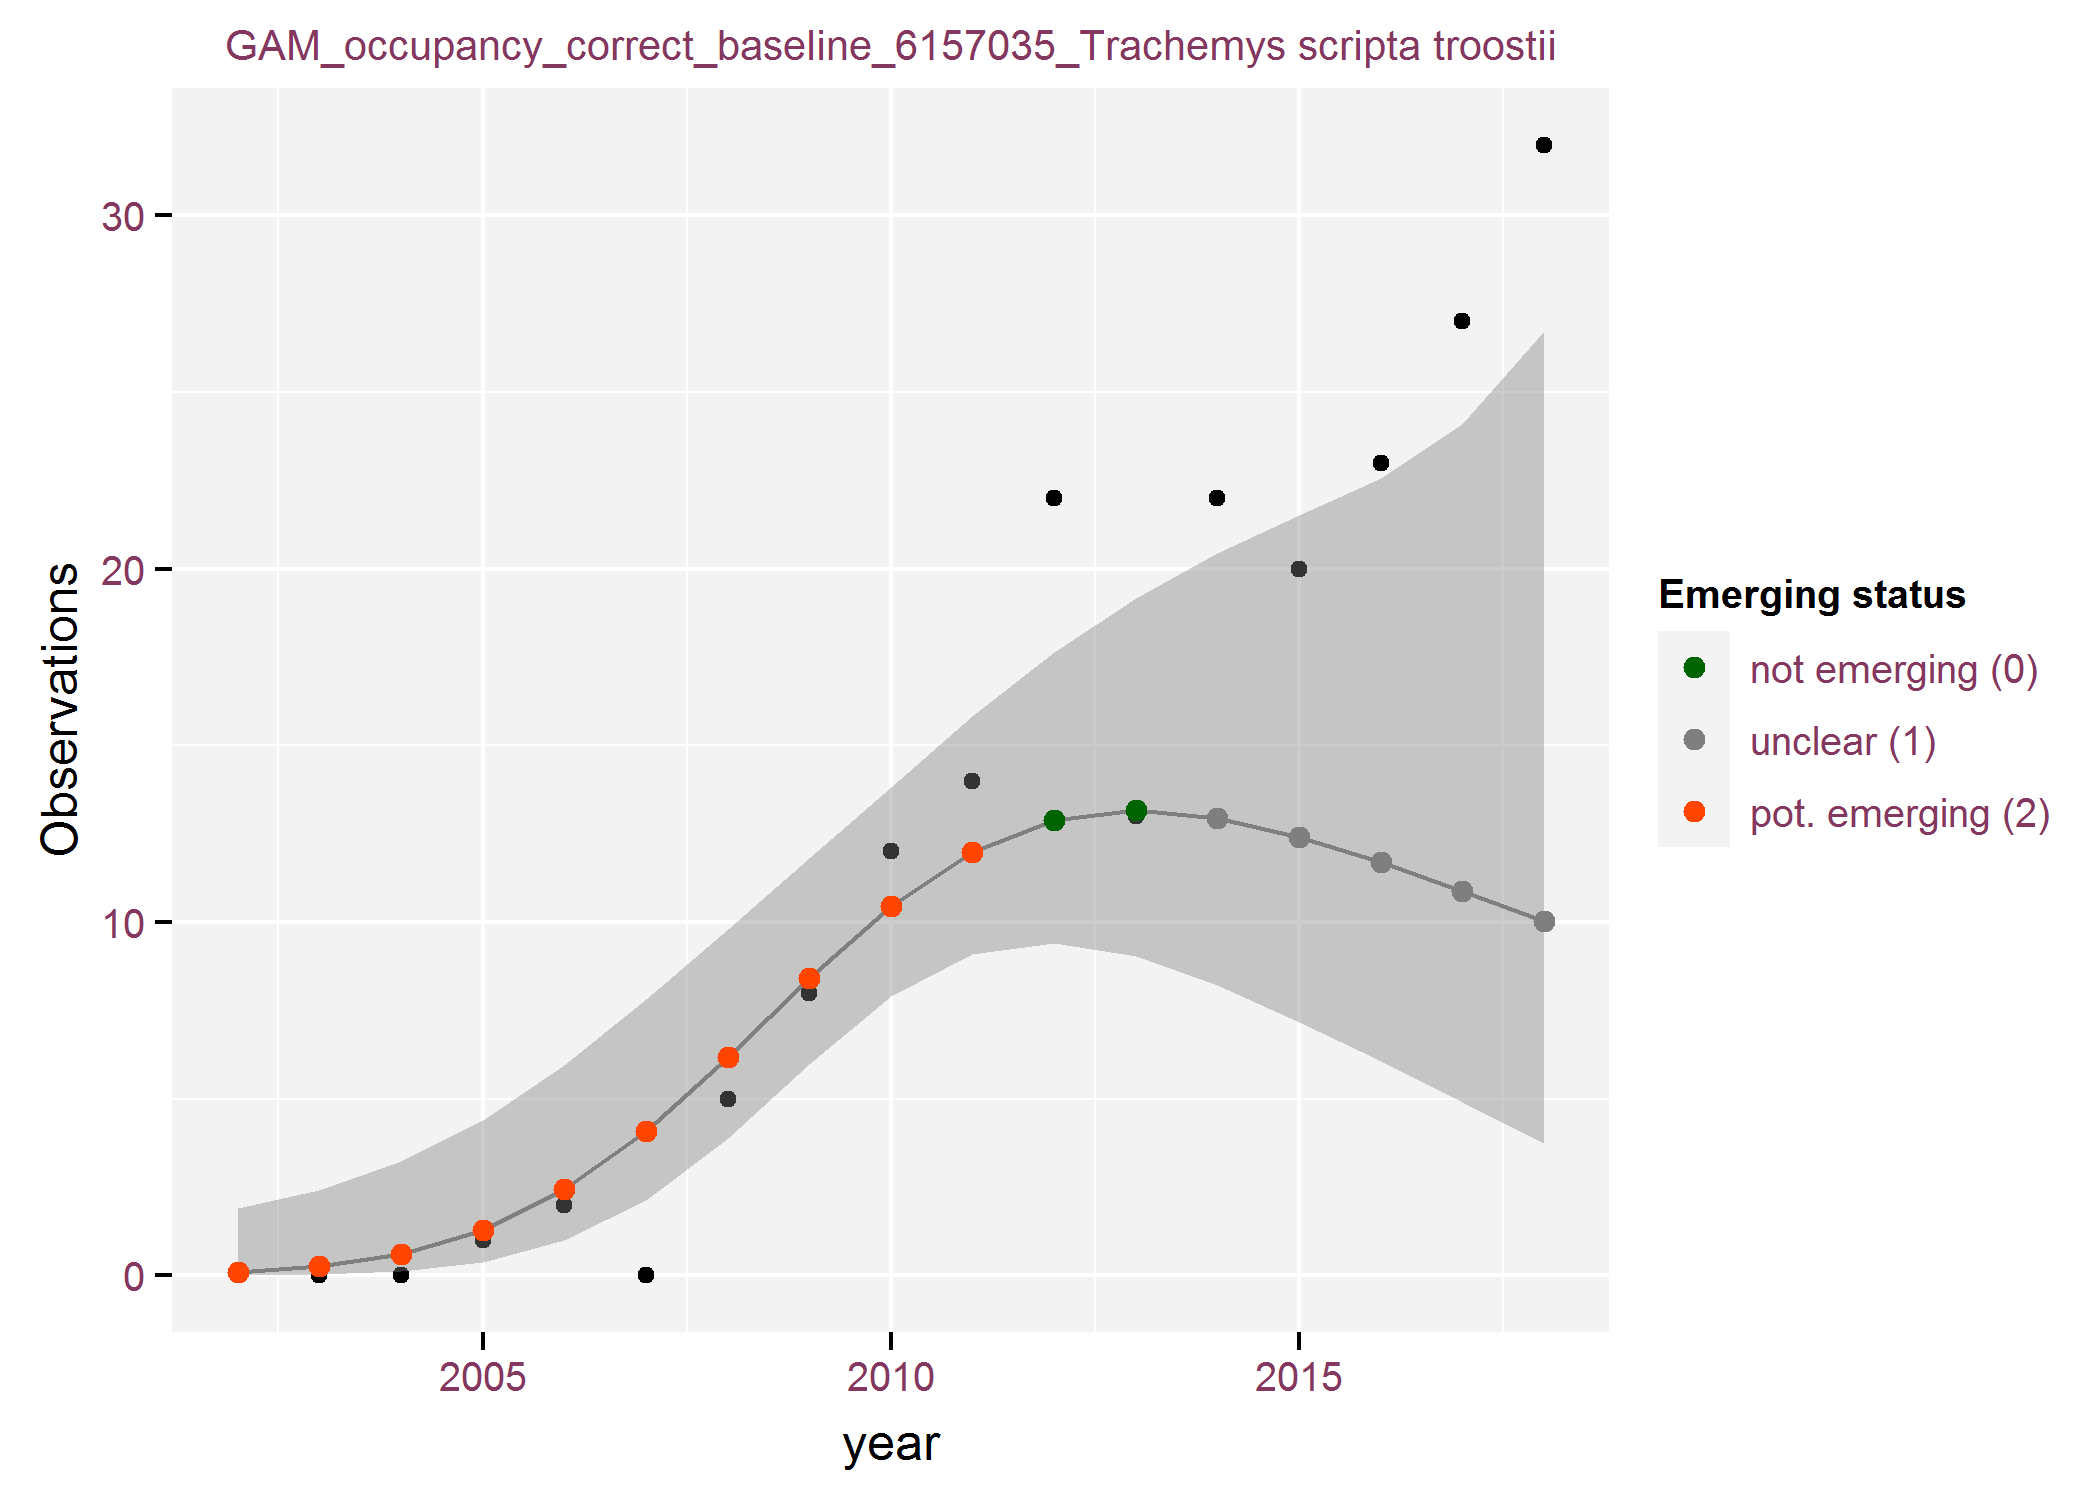 GAM_occupancy_correct_baseline_6157035_Trachemys scripta troostii
30
20
10
0
Observations
2005
2010
2015
year
Emerging status
not emerging (0)
unclear (1)
pot. emerging (2)